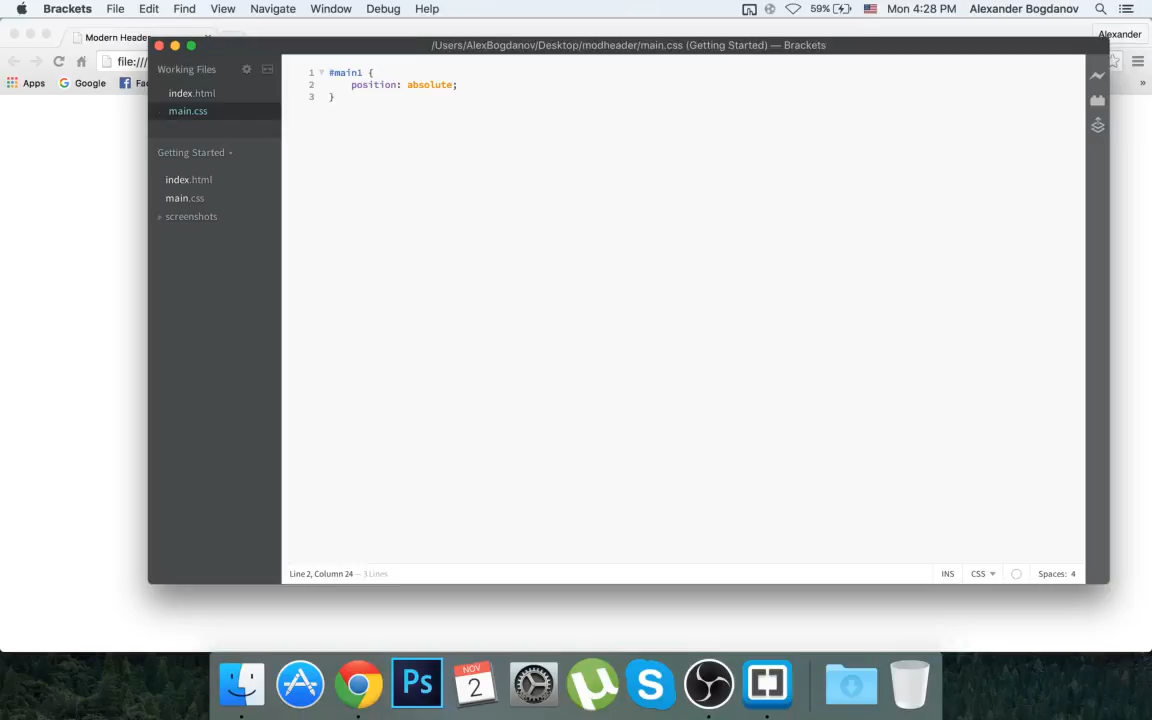 Brackets File Edit Find View Navigate Window Debug Help 59% Mon 4:28 PM Alexander Bogdanov
Modern Header
Alexander
/Users/AlexBogdanov/Desktop/modheader/main.css (Getting Started) — Brackets
file:///
Apps Google Fac »
Working Files
index.html
main.css
Getting Started
index.html
main.css
screenshots
1 #main1 {
2 position: absolute;
3 }
Line 2, Column 24 — 3 Lines
INS CSS Spaces: 4
Ps
NOV
2